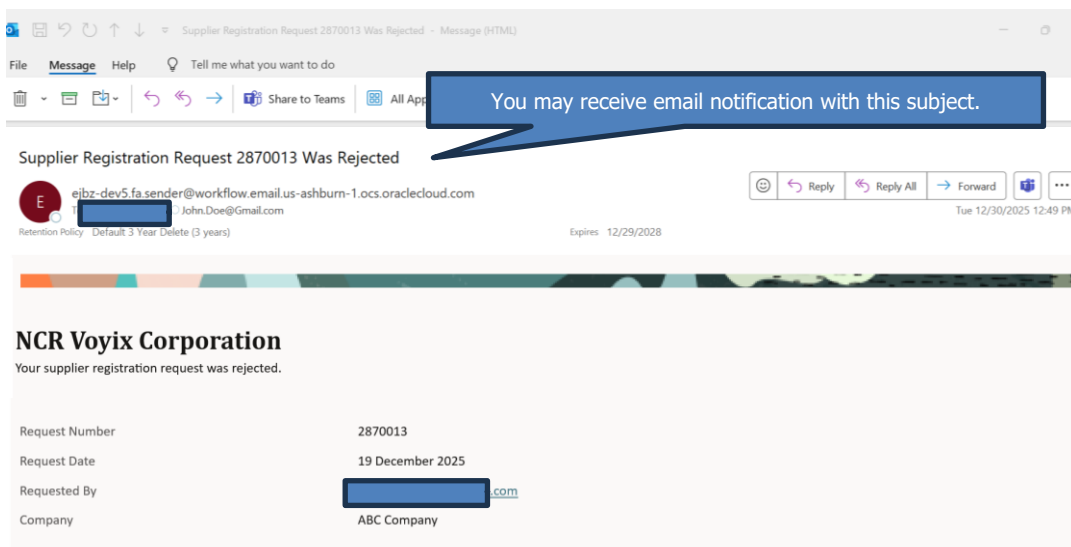 Supplier Registration Request 2870013 Was Rejected - Message (HTML)
File Message Help Tell me what you want to do
Share to Teams All App
You may receive email notification with this subject.
Supplier Registration Request 2870013 Was Rejected
E
ejbz-dev5.fa.sender@workflow.email.us-ashburn-1.ocs.oraclecloud.com
Reply Reply All Forward
John.Doe@Gmail.com
Tue 12/30/2025 12:49 PM
Retention Policy Default 3 Year Delete (3 years) Expires 12/29/2028
NCR Voyix Corporation
Your supplier registration request was rejected.
Request Number 2870013
Request Date 19 December 2025
Requested By .com
Company ABC Company